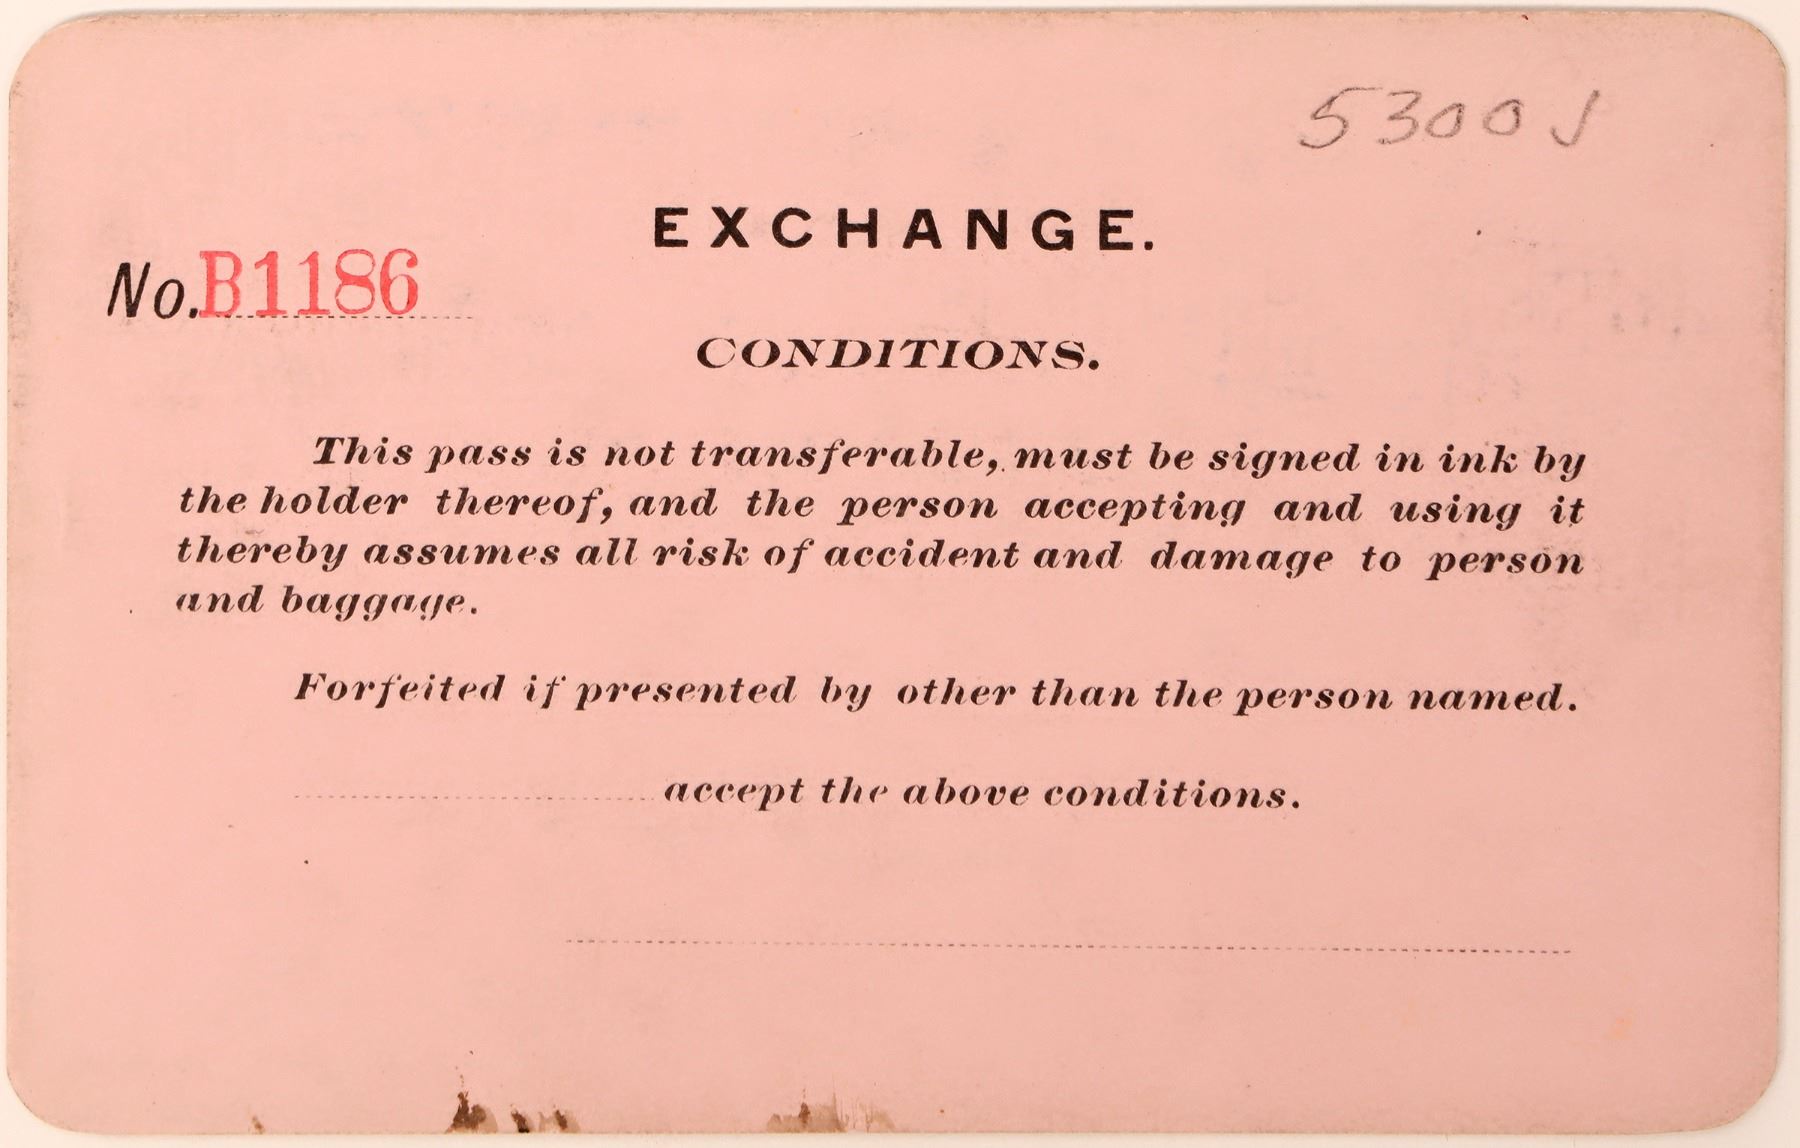 5300 J
EXCHANGE.
No. B1186
CONDITIONS.
This pass is not transferable, must be signed in ink by
the holder thereof, and the person accepting and using it
thereby assumes all risk of accident and damage to person
and baggage.
Forfeited if presented by other than the person named.
accept the above conditions.